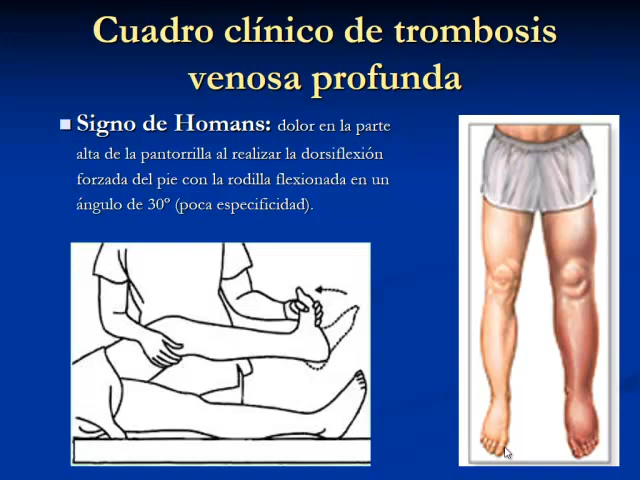 Cuadro clínico de trombosis
venosa profunda
Signo de Homans: dolor en la parte
alta de la pantorrilla al realizar la dorsiflexión
forzada del pie con la rodilla flexionada en un
ángulo de 30º (poca especificidad).